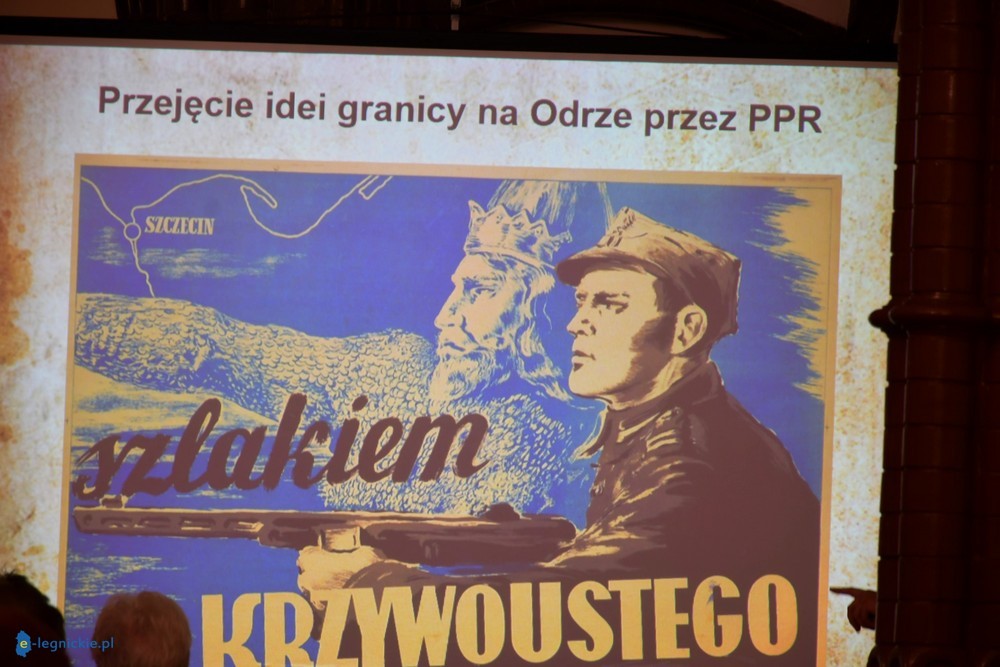 Przejęcie idei granicy na Odrze przez PPR
SZCZECIN
szlakiem
KRZYWOUSTEGO
e-legnickie.pl